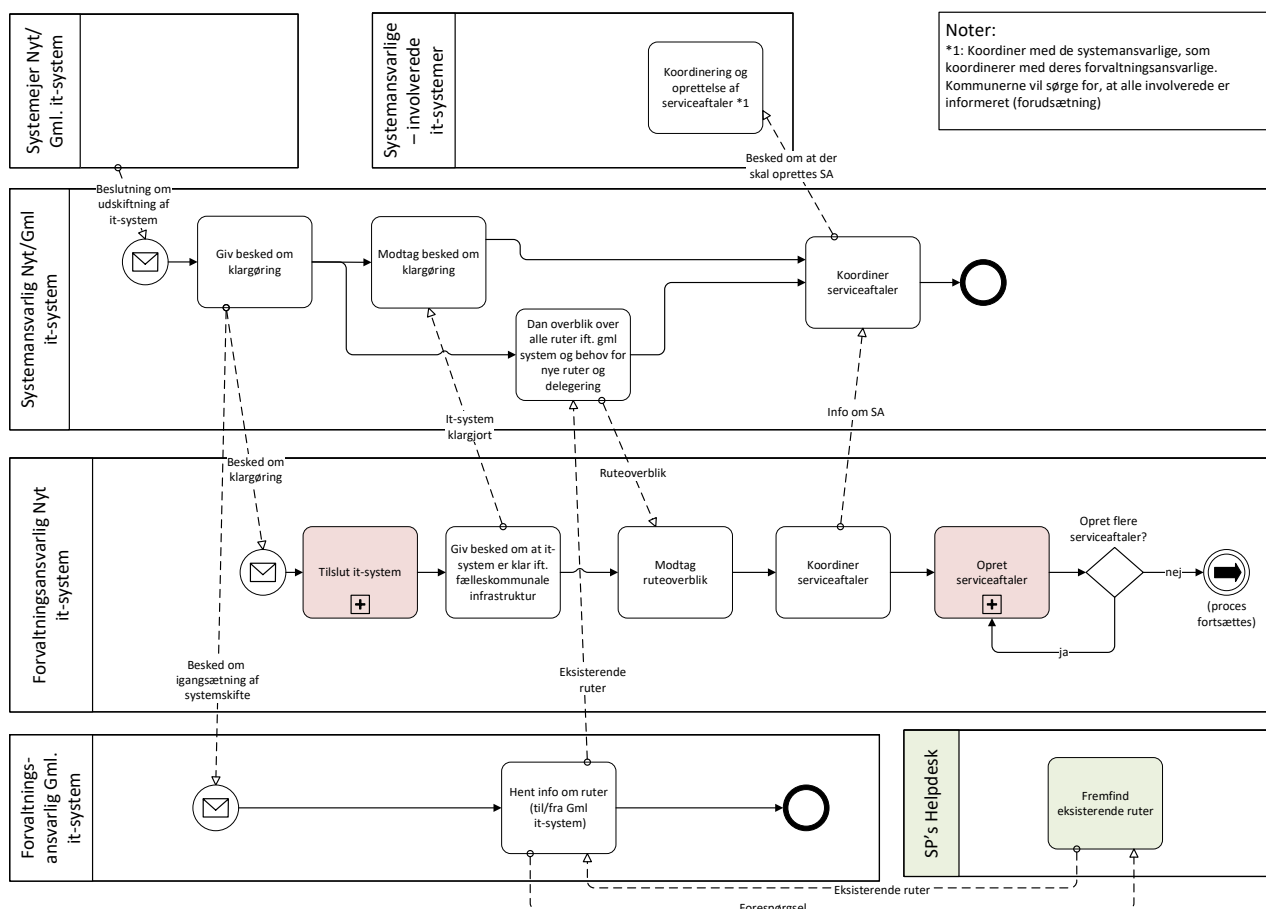 Systemejer Nyt/
Gml. it-system
Systemansvarlige
– involverede
it-systemer
Koordinering og
oprettelse af
serviceaftaler *1
Noter:
*1: Koordiner med de systemansvarlige, som
koordinerer med deres forvaltningsansvarlige.
Kommunerne vil sørge for, at alle involverede er
informeret (forudsætning)
Besked om at der
skal oprettes SA
Beslutning om
udskiftning af
it-system
Systemansvarlig Nyt/Gml
it-system
Giv besked om
klargøring
Modtag besked om
klargøring
Koordiner
serviceaftaler
Dan overblik over
alle ruter ift. gml
system og behov for
nye ruter og
delegering
It-system
klargjort
Info om SA
Besked om
klargøring
Ruteoverblik
Forvaltningsansvarlig Nyt
it-system
Tilslut it-system
Giv besked om at it-
system er klar ift.
fælleskommunale
infrastruktur
Modtag
ruteoverblik
Koordiner
serviceaftaler
Opret
serviceaftaler
Opret flere
serviceaftaler?
nej
(proces
fortsættes)
ja
Besked om
igangsætning af
systemskifte
Eksisterende
ruter
Forvaltnings-
ansvarlig Gml.
it-system
Hent info om ruter
(til/fra Gml
it-system)
SP's Helpdesk
Fremfind
eksisterende ruter
Eksisterende ruter
Forespørgsel